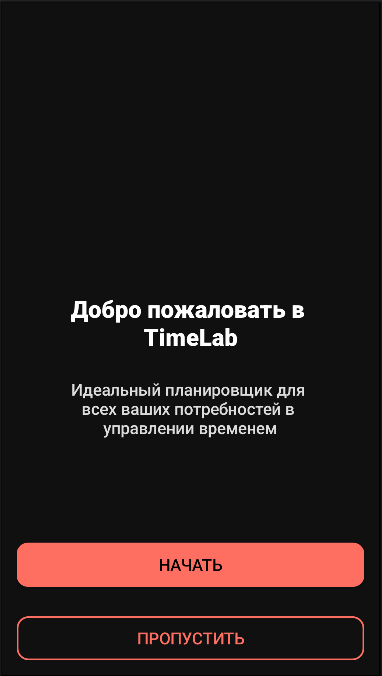 Добро пожаловать в
TimeLab
Идеальный планировщик для
всех ваших потребностей в
управлении временем
НАЧАТЬ
ПРОПУСТИТЬ